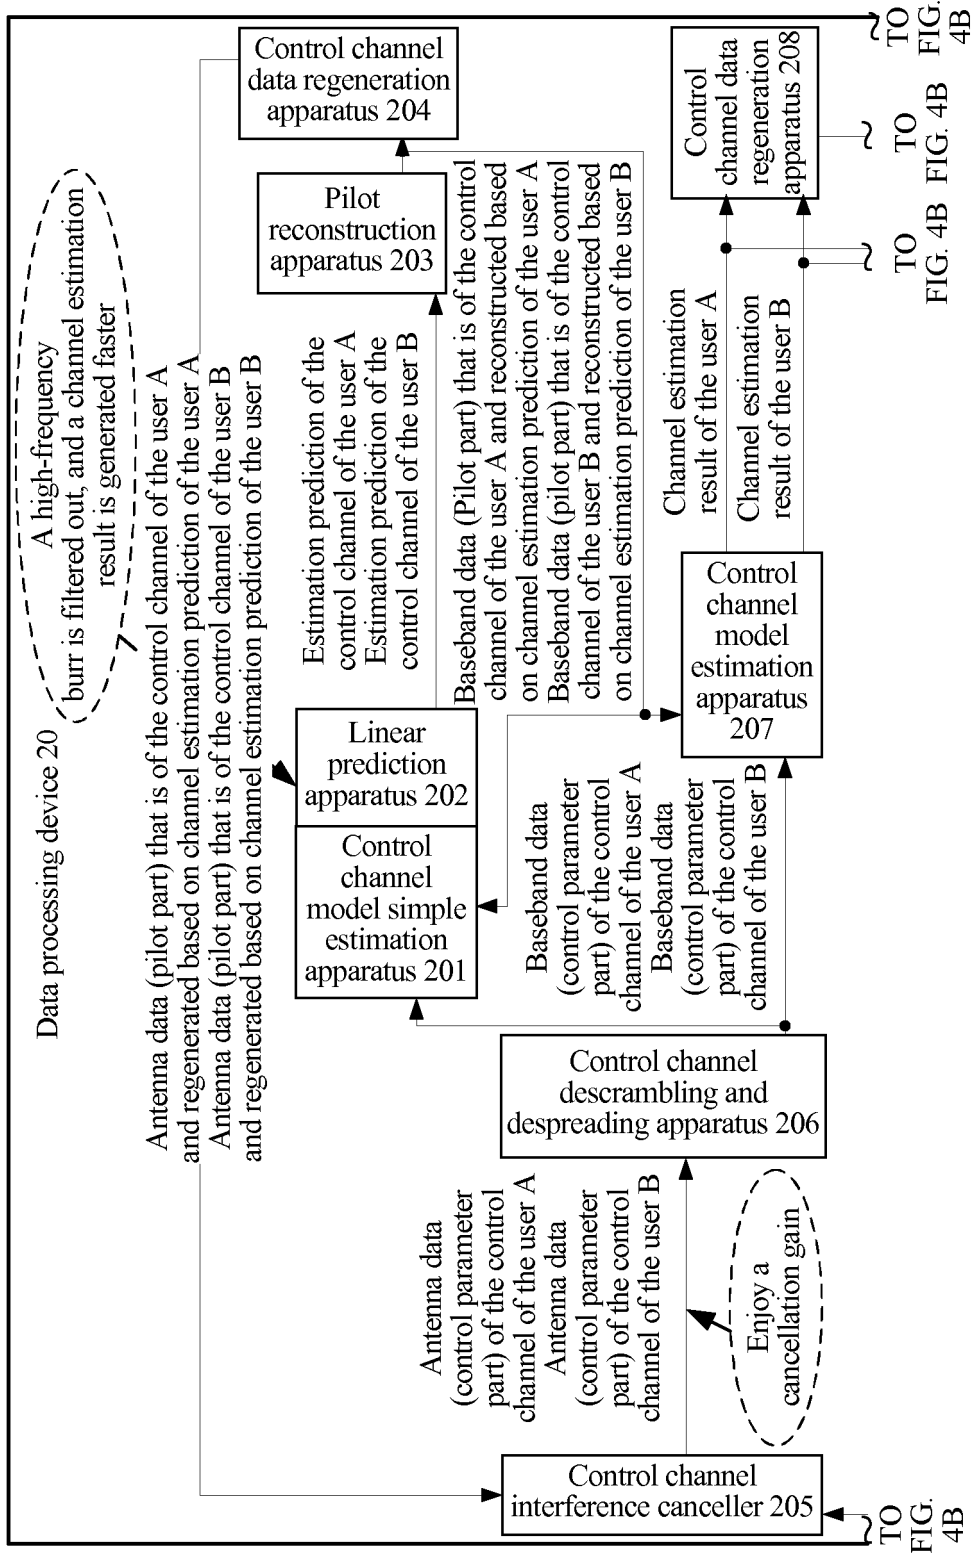 Data processing device 20
A high-frequency
burr is filtered out, and a channel estimation
result is generated faster
Antenna data (pilot part) that is of the control channel of the user A
and regenerated based on channel estimation prediction of the user A
Antenna data (pilot part) that is of the control channel of the user B
and regenerated based on channel estimation prediction of the user B
Control channel
data regeneration
apparatus 204
Pilot
reconstruction
apparatus 203
Estimation prediction of the
control channel of the user A
Estimation prediction of the
control channel of the user B
Linear
prediction
apparatus 202
Control
channel
model simple
estimation
apparatus 201
Baseband data (Pilot part) that is of the control
channel of the user A and reconstructed based
on channel estimation prediction of the user A
Baseband data (pilot part) that is of the control
channel of the user B and reconstructed based
on channel estimation prediction of the user B
Antenna data
(control parameter
part) of the control
channel of the user A
Antenna data
(control parameter
part) of the control
channel of the user B
Control channel
interference canceller 205
Enjoy a
cancellation gain
Control channel
descrambling and
despreading apparatus 206
Baseband data
(control parameter
part) of the control
channel of the user A
Baseband data
(control parameter
part) of the control
channel of the user B
Control
channel
model
estimation
apparatus
207
Channel estimation
result of the user A
Channel estimation
result of the user B
Control
channel data
regeneration
apparatus 208
TO
FIG.
4B
TO
FIG. 4B
TO
FIG. 4B
TO
FIG.
4B